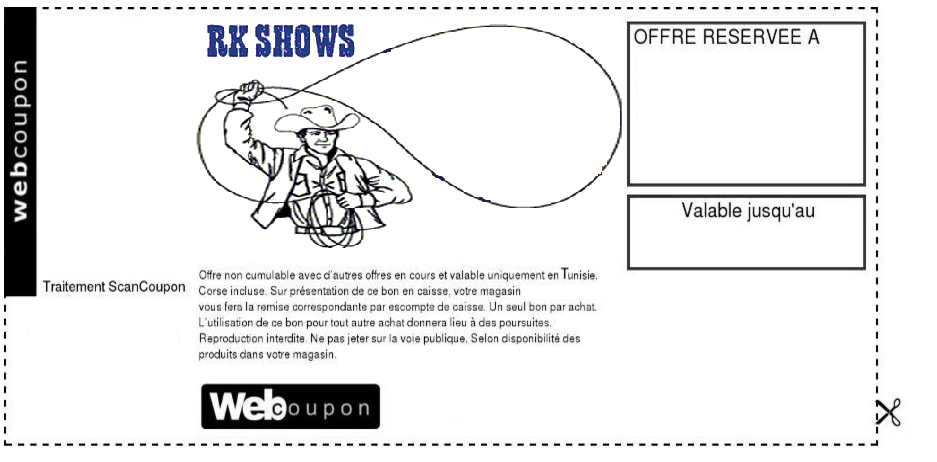 webcoupon
RK SHOWS
OFFRE RESERVEE A
Valable jusqu'au
Traitement ScanCoupon
Offre non cumulable avec d'autres offres en cours et valable uniquement en Tunisie.
Corse incluse. Sur présentation de ce bon en caisse, votre magasin
vous fera la remise correspondante par escompte de caisse. Un seul bon par achat.
L'utilisation de ce bon pour tout autre achat donnera lieu à des poursuites.
Reproduction interdite. Ne pas jeter sur la voie publique. Selon disponibilité des
produits dans votre magasin.
Webcoupon